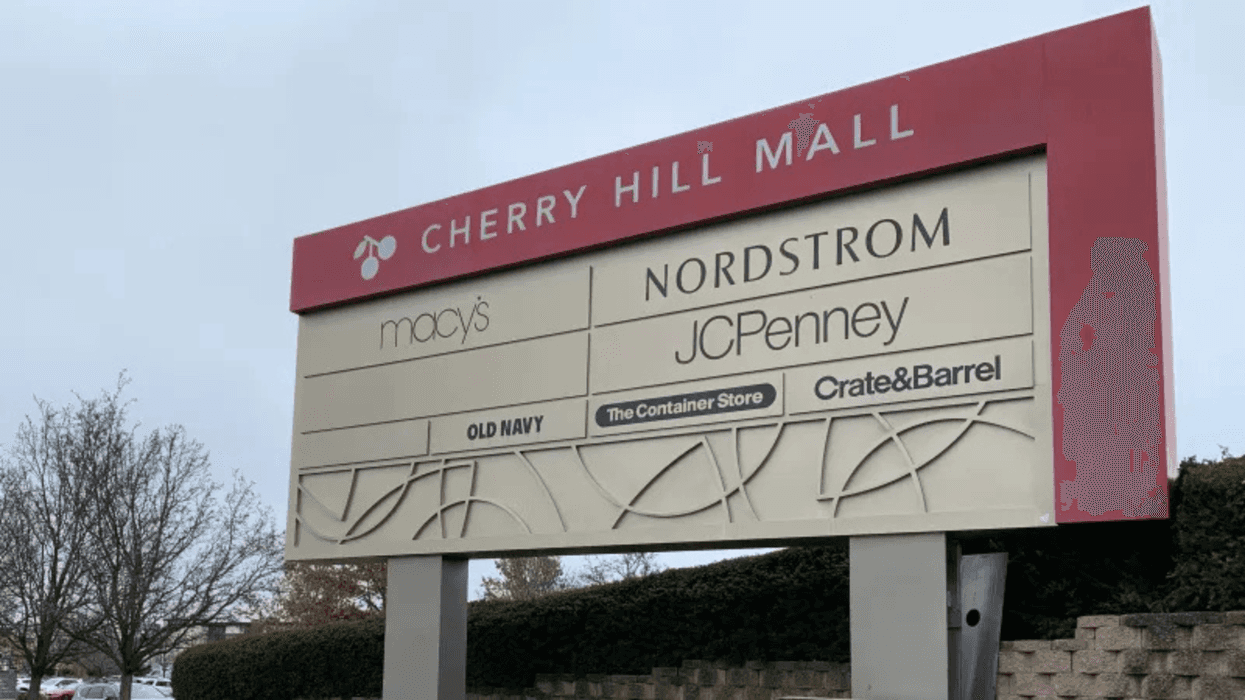 CHERRY HILL MALL
macy's
NORDSTROM
JCPenney
OLD NAVY
The Container Store
Crate&Barrel